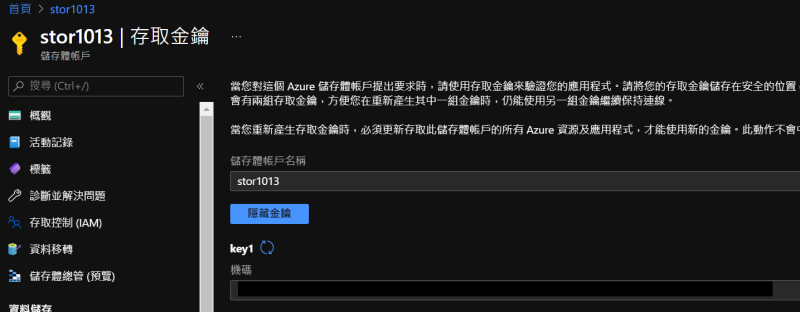 首頁 > stor1013
stor1013 | 存取金鑰 ...
儲存體帳戶
搜尋 (Ctrl+/) «
概觀
活動記錄
標籤
診斷並解決問題
存取控制 (IAM)
資料移轉
儲存體總管 (預覽)
資料儲存
當您對這個 Azure 儲存體帳戶提出要求時，請使用存取金鑰來驗證您的應用程式。請將您的存取金鑰儲存在安全的位置
會有兩組存取金鑰，方便您在重新產生其中一組金鑰時，仍能使用另一組金鑰繼續保持連線。
當您重新產生存取金鑰時，必須更新存取此儲存體帳戶的所有 Azure 資源及應用程式，才能使用新的金鑰。此動作不會
儲存體帳戶名稱
stor1013
隱藏金鑰
key1
機碼